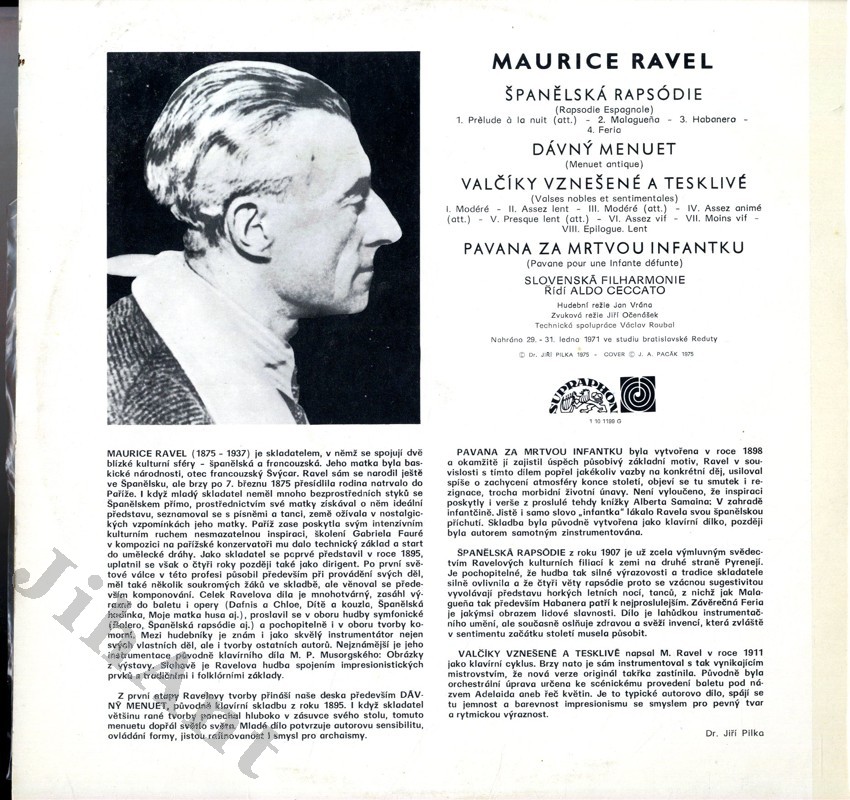 MAURICE RAVEL
ŠPANĚLSKÁ RAPSÓDIE
(Rapsodie Espagnole)
1. Prèlude à la nuit (att.) - 2. Malagueña - 3. Habanera -
4. Feria
DÁVNÝ MENUET
(Menuet antique)
VALČÍKY VZNEŠENÉ A TESKLIVÉ
(Valses nobles et sentimentales)
I. Modéré - II. Assez lent - III. Modéré (att.) - IV. Assez animé
(att.) - V. Presque lent (att.) - VI. Assez vif - VII. Moins vif -
VIII. Epilogue. Lent
PAVANA ZA MRTVOU INFANTKU
(Pavane pour une Infante défunte)
SLOVENSKÁ FILHARMONIE
Řídí ALDO CECCATO
Hudební režie Jan Vrána
Zvuková režie Jiří Očenášek
Technická spolupráce Václav Roubal
Nahráno 29. - 31. ledna 1971 ve studiu bratislavské Reduty
© Dr. JIŘÍ PILKA 1975 - COVER © J. A. PACÁK 1975
SUPRAPHON
1 10 1198 G
MAURICE RAVEL (1875 - 1937) je skladatelem, v němž se spojují dvě
blízké kulturní sféry - španělská a francouzská. Jeho matka byla bas-
kické národnosti, otec francouzský Švýcar. Ravel sám se narodil ještě
ve Španělsku, ale brzy po 7. březnu 1875 přesídlila rodina natrvalo do
Paříže. I když mladý skladatel neměl mnoho bezprostředních styků se
Španělskem přímo, prostřednictvím své matky získával o něm ideální
představu, seznamoval se s písněmi a tanci, země ožívala v nostalgic-
kých vzpomínkách jeho matky. Paříž zase poskytla svým intenzívním
kulturním ruchem nesmazatelnou inspiraci, školení Gabriela Fauré
v kompozici na pařížské konzervatoři mu dalo technický základ a start
do umělecké dráhy. Jako skladatel se poprvé představil v roce 1895,
uplatnil se však o čtyři roky později také jako dirigent. Po první svě-
tové válce v této profesi působil především při provádění svých děl,
měl také několik soukromých žáků ve skladbě, ale věnoval se přede-
vším komponování. Celek Ravelova díla je mnohotvárný, zasáhl vý-
razně do baletu i opery (Dafnis a Chloe, Dítě a kouzla, Španělská
hodinka, Moje matka husa aj.), proslavil se v oboru hudby symfonické
(Bolero, Španělská rapsódie aj.) a pochopitelně i v oboru tvorby ko-
morní. Mezi hudebníky je znám i jako skvělý instrumentátor nejen
svých vlastních děl, ale i tvorby ostatních autorů. Nejznámější je jeho
instrumentace původně klavírního díla M. P. Musorgského: Obrázky
z výstavy. Slohově je Ravelova hudba spojením impresionistických
prvků a tradičními i folklórními základy.
Z první etapy Ravelovy tvorby přináší naše deska především DÁV-
NÝ MENUET, původně klavírní skladbu z roku 1895. I když skladatel
většinu rané tvorby ponechal hluboko v zásuvce svého stolu, tomuto
menuetu dopřál světlo světa. Mladé dílo potvrzuje autorovu sensibilitu,
ovládání formy, jistou rafinovanost i smysl pro archaismy.
PAVANA ZA MRTVOU INFANTKU byla vytvořena v roce 1898
a okamžitě jí zajistil úspěch působivý základní motiv, Ravel v sou-
vislosti s tímto dílem popřel jakékoliv vazby na konkrétní děj, usiloval
spíše o zachycení atmosféry konce století, objeví se tu smutek i re-
zignace, trocha morbidní životní únavy. Není vyloučeno, že inspiraci
poskytly i verše z proslulé tehdy knížky Alberta Samaina; V zahradě
infantčině. Jistě i samo slovo „infantka" lákalo Ravela svou španělskou
příchutí. Skladba byla původně vytvořena jako klavírní dílko, později
byla autorem samotným zinstrumentována.
ŠPANĚLSKÁ RAPSÓDIE z roku 1907 je už zcela výmluvným svědec-
tvím Ravelových kulturních filiací k zemi na druhé straně Pyrenejí.
Je pochopitelné, že hudba tak silné výrazovosti a tradice skladatele
silně ovlivnila a že čtyři věty rapsódie proto se vzácnou sugestivitou
vyvolávají představu horkých letních nocí, tanců, z nichž jak Mala-
gueña tak především Habanera patří k nejproslulejším. Závěrečná Feria
je jakýmsi obrazem lidové slavnosti. Dílo je lahůdkou instrumentač-
ního umění, ale současně oslňuje zdravou a svěží invencí, která zvláště
v sentimentu začátku století musela působit.
VALČÍKY VZNEŠENÉ A TESKLIVĚ napsal M. Ravel v roce 1911
jako klavírní cyklus. Brzy nato je sám instrumentoval s tak vynikajícím
mistrovstvím, že nová verze originál takřka zastínila. Původně byla
orchestrální úprava určena ke scénickému provedení baletu pod ná-
zvem Adelaida aneb řeč květin. Je to typické autorovo dílo, spájí se
tu jemnost a barevnost impresionismu se smyslem pro pevný tvar
a rytmickou výraznost.
Dr. Jiří Pilka
JihAnt